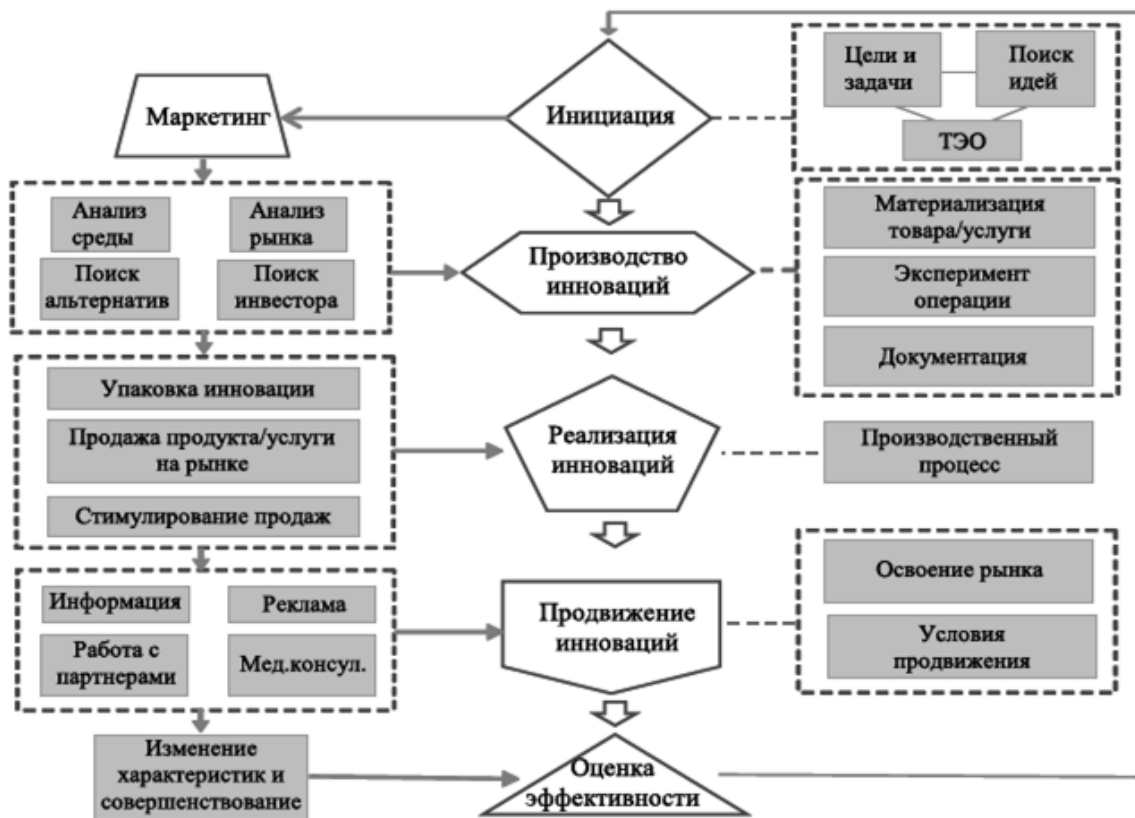 Цели и
задачи
Поиск
идей
ТЭО
Маркетинг
Инициация
Анализ
среды
Анализ
рынка
Поиск
альтернатив
Поиск
инвестора
Производство
инноваций
Материализация
товара/услуги
Эксперимент
операции
Документация
Упаковка инновации
Продажа продукта/услуги
на рынке
Стимулирование продаж
Реализация
инноваций
Производственный
процесс
Информация
Реклама
Работа с
партнерами
Мед.консул.
Продвижение
инноваций
Освоение рынка
Условия
продвижения
Изменение
характеристик и
совершенствование
Оценка
эффективности